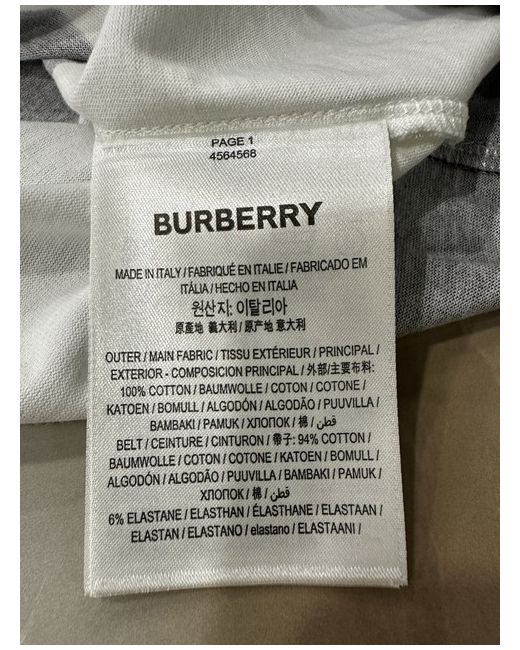 PAGE 1
4564568
BURBERRY
MADE IN ITALY / FABRIQUÉ EN ITALIE / FABRICADO EM
ITÁLIA / HECHO EN ITALIA
원산지: 이탈리아
原產地 義大利 / 原产地 意大利
OUTER / MAIN FABRIC / TISSU EXTÉRIEUR / PRINCIPAL /
EXTERIOR - COMPOSICION PRINCIPAL / 外部/主要布料:
100% COTTON / BAUMWOLLE / COTON / COTONE /
KATOEN / BOMULL / ALGODÓN / ALGODÃO / PUUVILLA /
BAMBAKI / PAMUK / ХЛОПОК / 棉 / قطن /
BELT / CEINTURE / CINTURON / 帶子: 94% COTTON /
BAUMWOLLE / COTON / COTONE / KATOEN / BOMULL /
ALGODÓN / ALGODÃO / PUUVILLA / BAMBAKI / PAMUK /
ХЛОПОК / 棉 / قطن /
6% ELASTANE / ELASTHAN / ÉLASTHANE / ELASTAAN /
ELASTAN / ELASTANO / elastano / ELASTAANI /